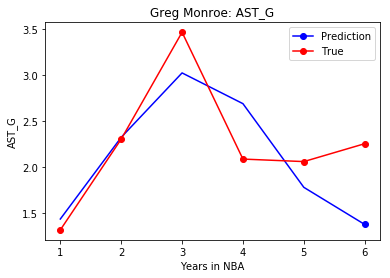 Greg Monroe: AST_G
Prediction
True
AST_G
3.5
3.0
2.5
2.0
1.5
1 2 3 4 5 6
Years in NBA